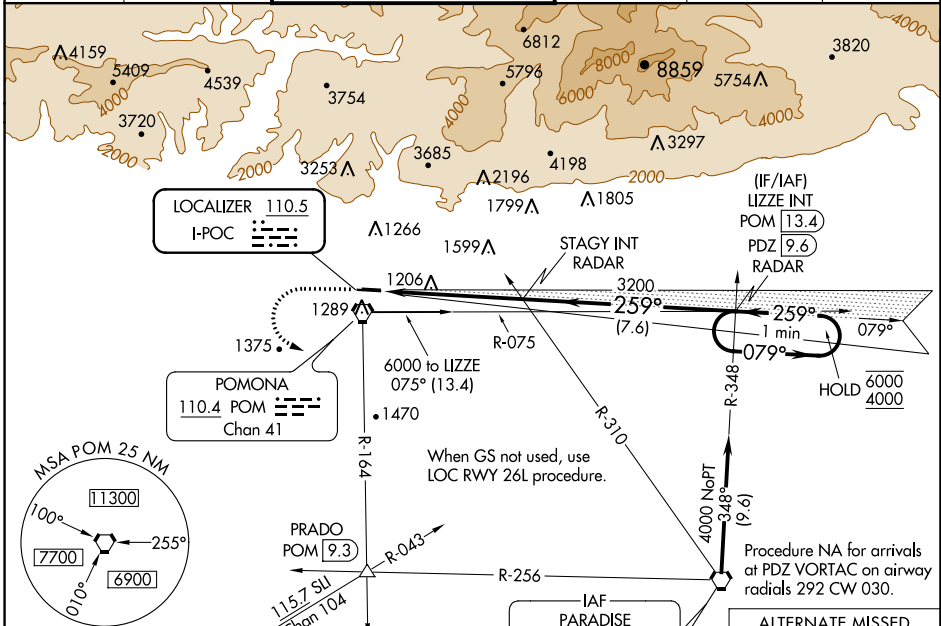 6812
4000
3820
4159
5409
4539
8000
8859
5796
5754
4000
3754
6000
4000
4000
3720
2000
3297
3685
4198
3253
2000
2196
2000
1799
1805
(IF/IAF)
LIZZE INT
POM 13.4
PDZ 9.6
RADAR
LOCALIZER 110.5
I-POC
1266
1599
STAGY INT
RADAR
1206
3200
1289
259°
(7.6)
259°
1 min
079°
079°
R-075
1375
6000 to LIZZE
075° (13.4)
HOLD 6000
4000
POMONA
110.4 POM
Chan 41
1470
R-348
R-310
R-164
When GS not used, use
LOC RWY 26L procedure.
MSA POM 25 NM
11300
100°
255°
7700
6900
010°
4000 NoPT
348°
(9.6)
PRADO
POM 9.3
R-043
R-256
115.7 SLI
Chan 104
Procedure NA for arrivals
at PDZ VORTAC on airway
radials 292 CW 030.
IAF
PARADISE
ALTERNATE MISSED